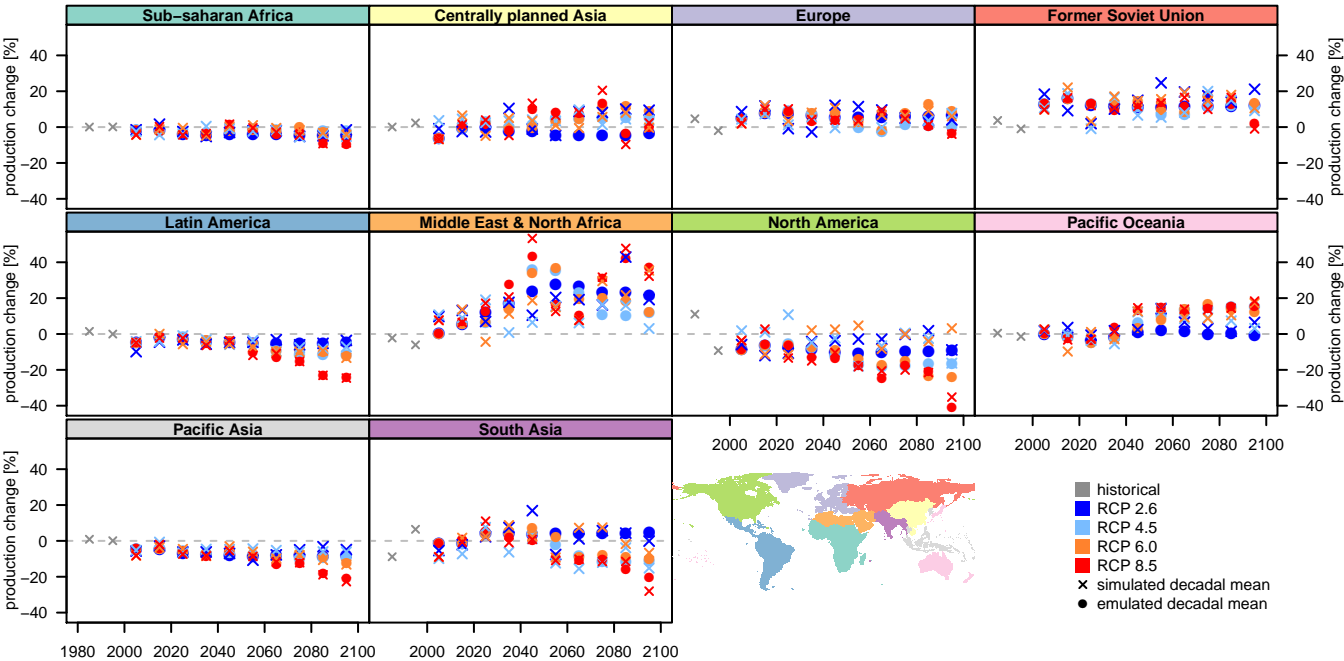 Sub−saharan Africa
Centrally planned Asia
Europe
Former Soviet Union
production change [%]
40
20
0
−20
−40
40
20
0
−20
−40
production change [%]
Latin America
Middle East & North Africa
North America
Pacific Oceania
production change [%]
40
20
0
−20
−40
40
20
0
−20
−40
production change [%]
2000 2020 2040 2060 2080 2100
2000 2020 2040 2060 2080 2100
Pacific Asia
South Asia
production change [%]
40
20
0
−20
−40
1980 2000 2020 2040 2060 2080 2100
2000 2020 2040 2060 2080 2100
historical
RCP 2.6
RCP 4.5
RCP 6.0
RCP 8.5
simulated decadal mean
emulated decadal mean